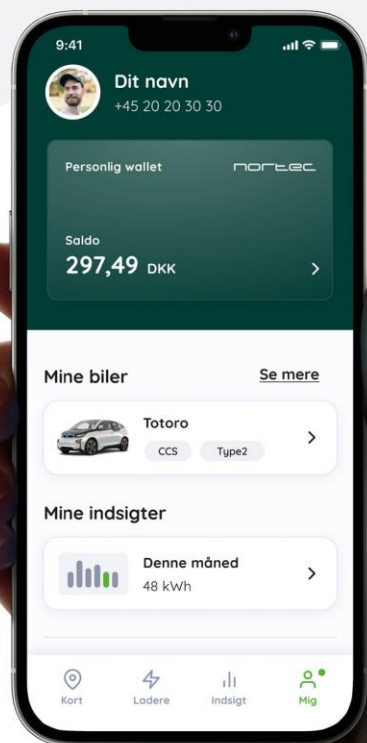 9:41
Dit navn
+45 20 20 30 30
Personlig wallet nortec
Saldo
297,49 DKK
Mine biler Se mere
Totoro
CCS Type2
Mine indsigter
Denne måned
48 kWh
Kort Ladere Indsigt Mig